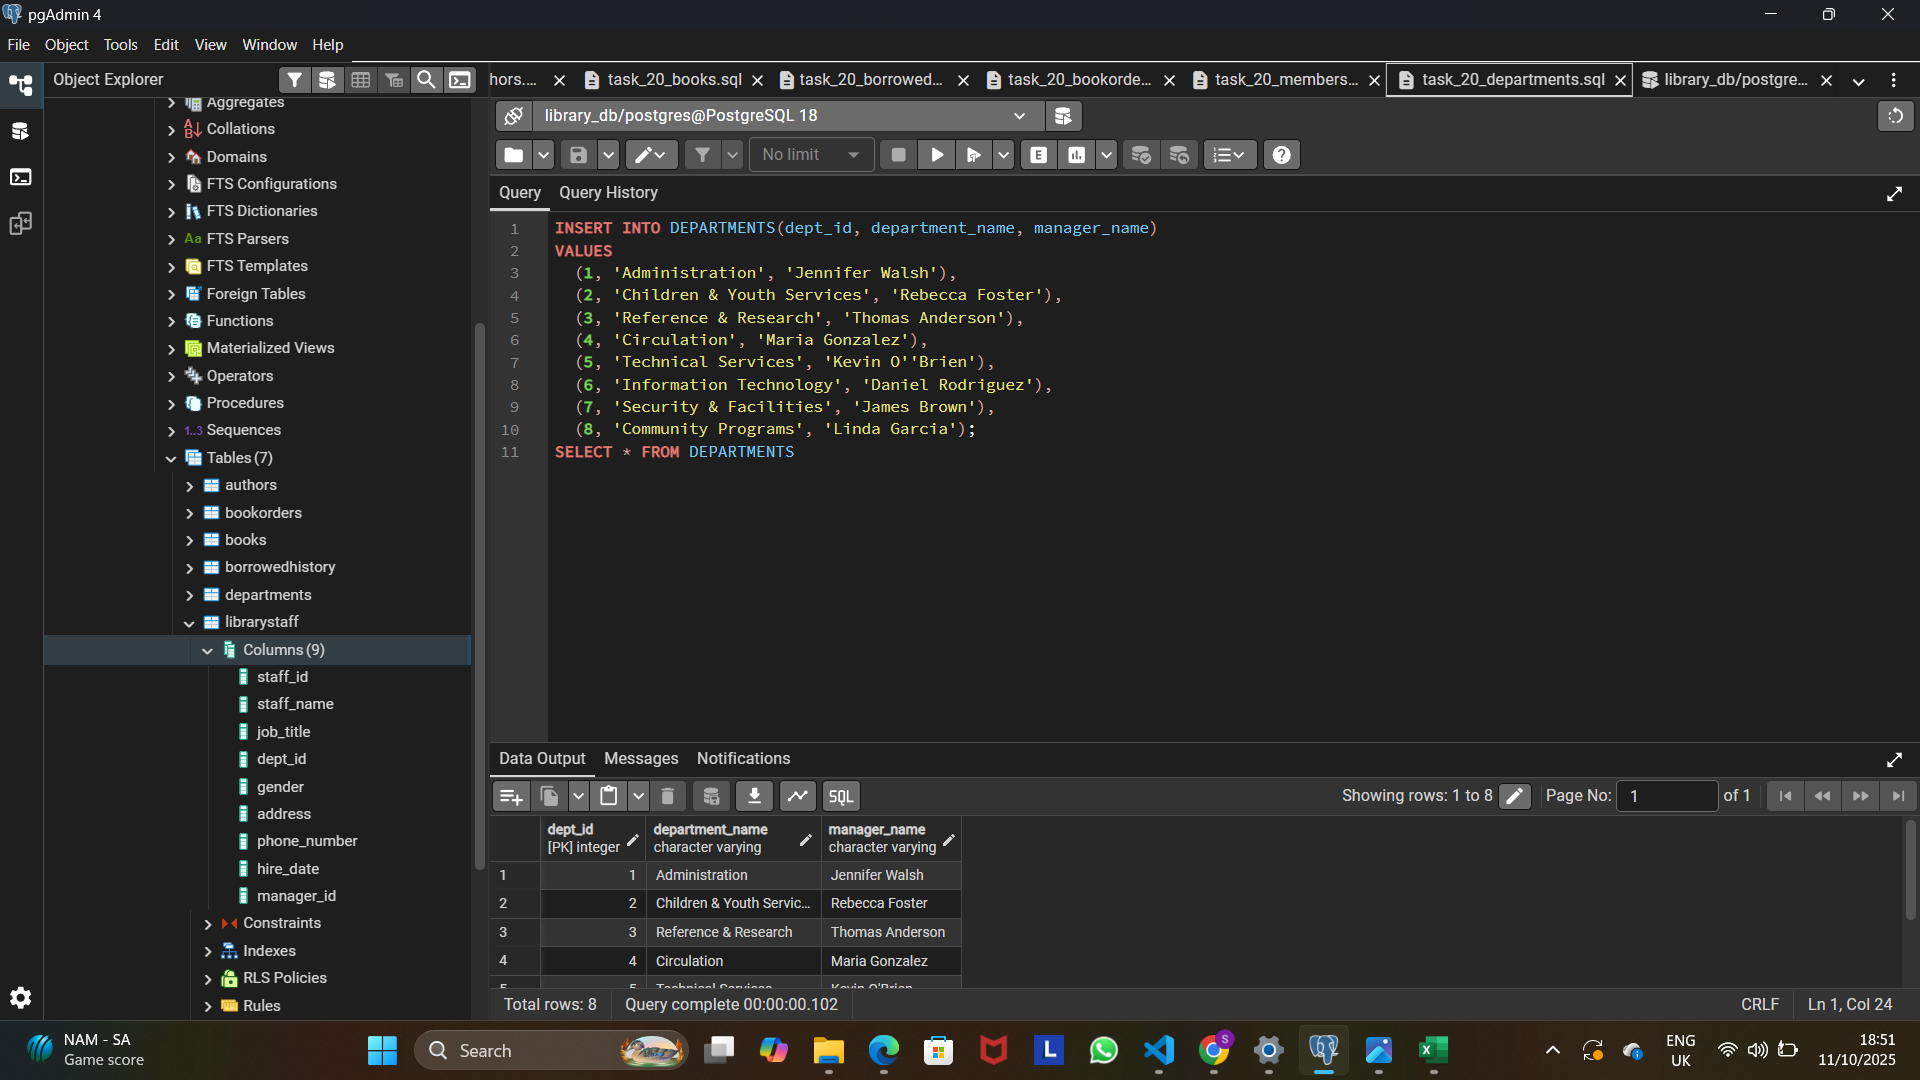 pgAdmin 4
File Object Tools Edit View Window Help
Object Explorer
hors.... task_20_books.sql task_20_borrowed... task_20_bookorde... task_20_members... task_20_departments.sql library_db/postgre...
library_db/postgres@PostgreSQL 18
No limit
E
Query Query History
1 INSERT INTO DEPARTMENTS(dept_id, department_name, manager_name)
2 VALUES
3 (1, 'Administration', 'Jennifer Walsh'),
4 (2, 'Children & Youth Services', 'Rebecca Foster'),
5 (3, 'Reference & Research', 'Thomas Anderson'),
6 (4, 'Circulation', 'Maria Gonzalez'),
7 (5, 'Technical Services', 'Kevin O''Brien'),
8 (6, 'Information Technology', 'Daniel Rodriguez'),
9 (7, 'Security & Facilities', 'James Brown'),
10 (8, 'Community Programs', 'Linda Garcia');
11 SELECT * FROM DEPARTMENTS
Aggregates
Collations
Domains
FTS Configurations
FTS Dictionaries
Aa FTS Parsers
FTS Templates
Foreign Tables
Functions
Materialized Views
Operators
Procedures
1..3 Sequences
Tables (7)
authors
bookorders
books
borrowedhistory
departments
librarystaff
Columns (9)
staff_id
staff_name
job_title
dept_id
gender
address
phone_number
hire_date
manager_id
Constraints
Indexes
RLS Policies
Rules
Data Output Messages Notifications
SQL
Showing rows: 1 to 8 Page No: 1 of 1
dept_id department_name manager_name
[PK] integer character varying character varying
1 1 Administration Jennifer Walsh
2 2 Children & Youth Servic... Rebecca Foster
3 3 Reference & Research Thomas Anderson
4 4 Circulation Maria Gonzalez
5 5 Technical Services Kevin O'Brien
Total rows: 8 Query complete 00:00:00.102 CRLF Ln 1, Col 24
NAM - SA
Game score
Search
L
S
ENG
UK
18:51
11/10/2025